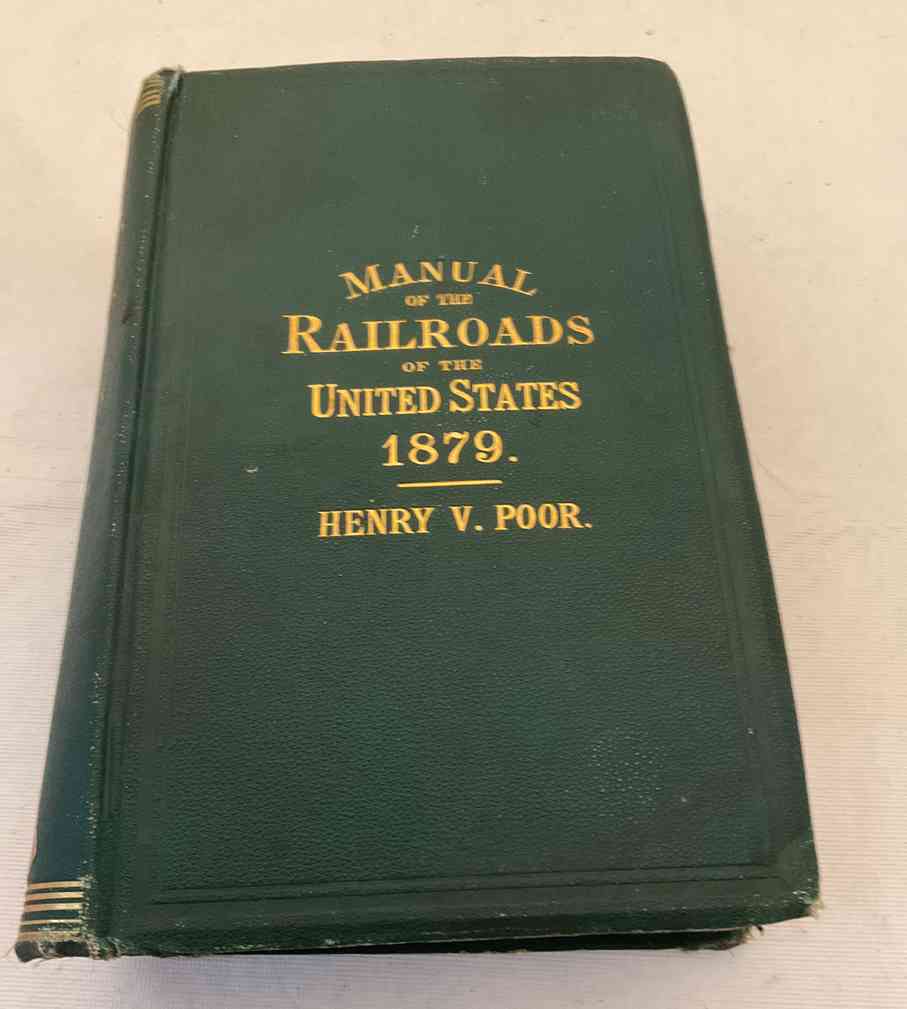 MANUAL
OF THE
RAILROADS
OF THE
UNITED STATES
1879.
HENRY V. POOR.